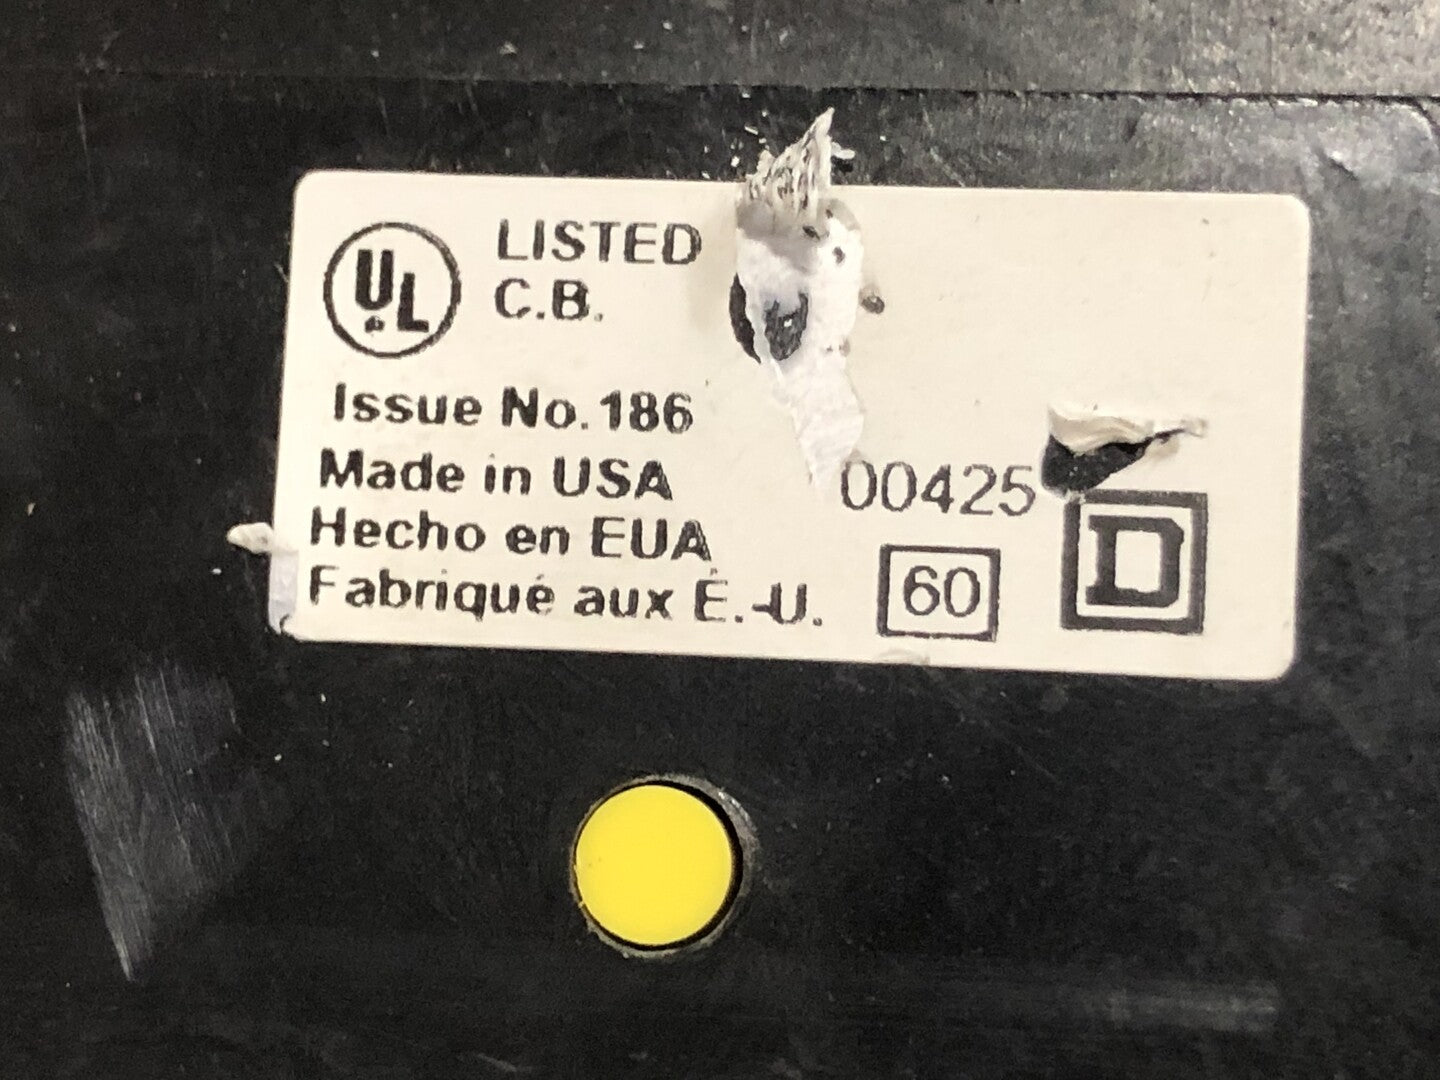 UL
LISTED
C.B.
Issue No. 186
Made in USA
Hecho en EUA
Fabriqué aux É.-U.
00425
60
D